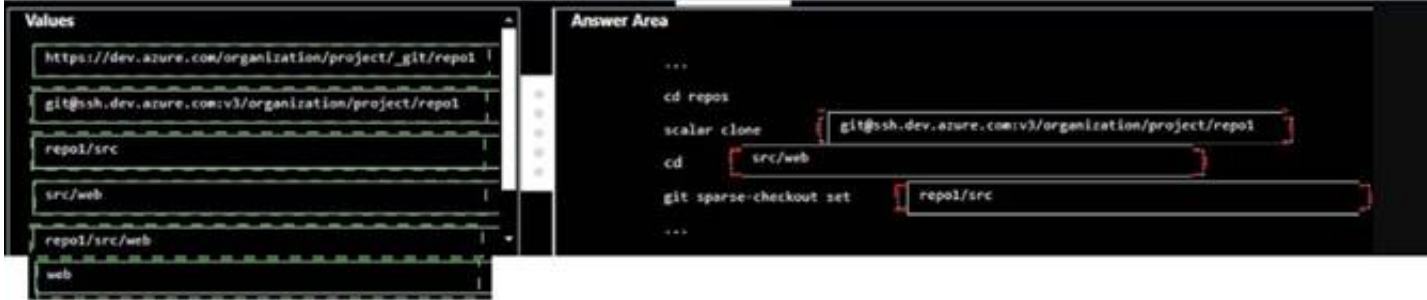 Values
https://dev.azure.com/organization/project/_git/repo1
git@ssh.dev.azure.com:v3/organization/project/repo1
repo1/src
src/web
repo1/src/web
web
Answer Area
...
cd repos
scalar clone git@ssh.dev.azure.com:v3/organization/project/repo1
cd src/web
git sparse-checkout set repo1/src
...